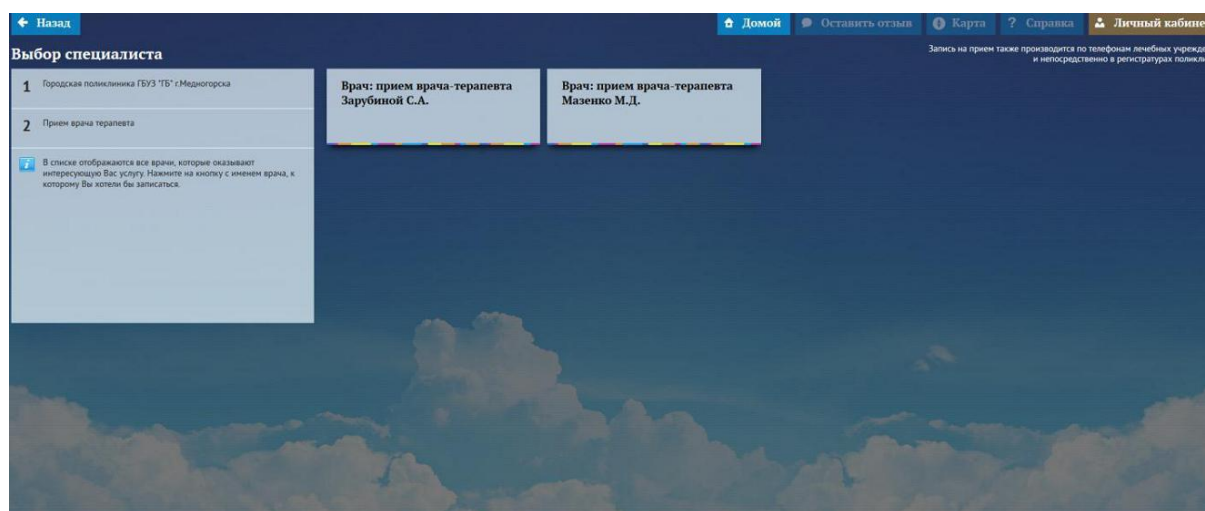 Назад
Домой
Оставить отзыв
Карта
Справка
Личный кабине
Выбор специалиста
Запись на прием также производится по телефонам лечебных учрежде
и непосредственно в регистратурах поликли
1 Городская поликлиника ГБУЗ "ГБ" г.Медногорска
2 Прием врача терапевта
В списке отображаются все врачи, которые оказывают
интересующую Вас услугу. Нажмите на кнопку с именем врача, к
которому Вы хотели бы записаться.
Врач: прием врача-терапевта
Зарубиной С.А.
Врач: прием врача-терапевта
Мазенко М.Д.